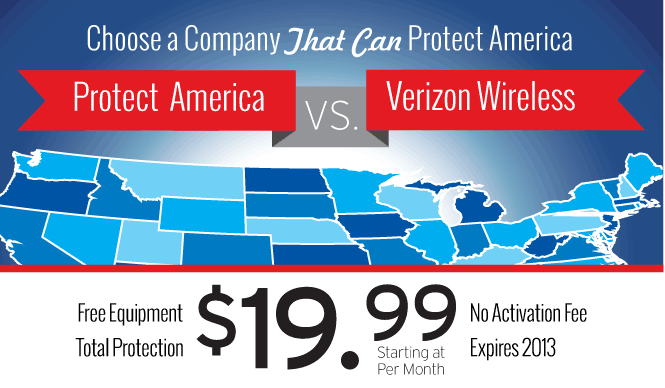 Choose a Company That Can Protect America
Protect America
VS.
Verizon Wireless
Free Equipment
Total Protection
$19.99
Starting at
Per Month
No Activation Fee
Expires 2013